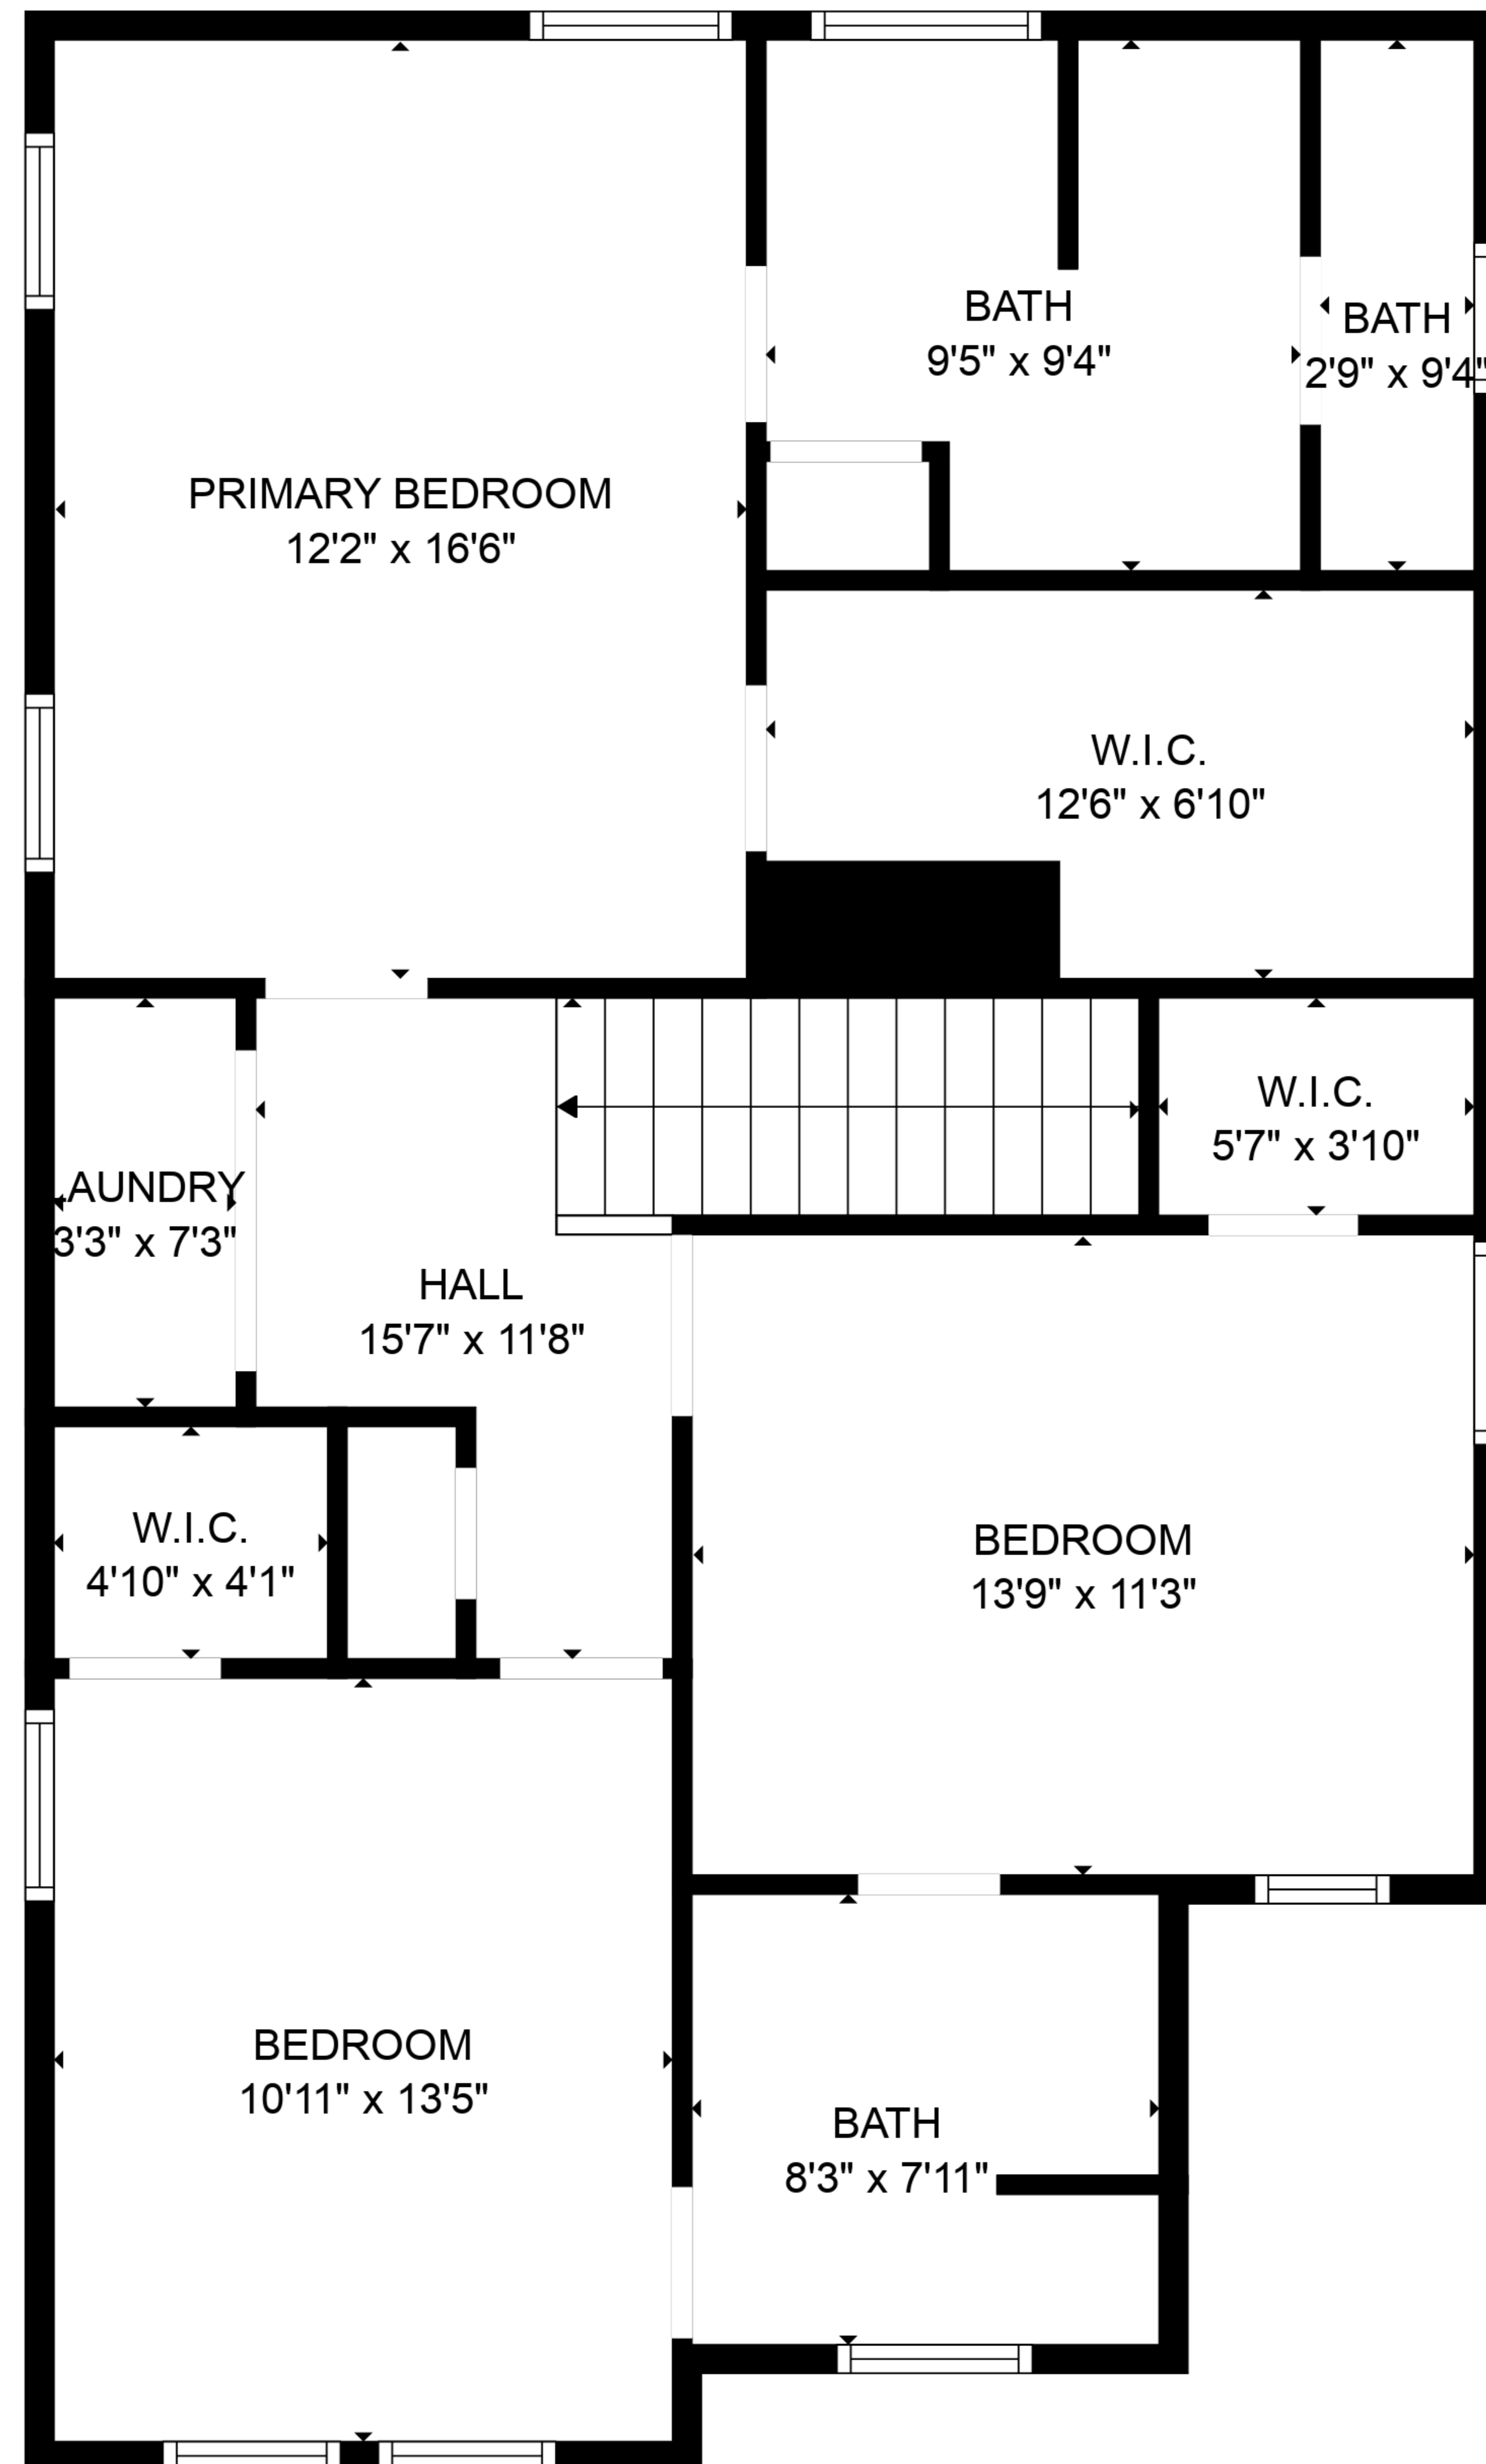 BATH
9'5" x 9'4"
BATH
2'9" x 9'4"
PRIMARY BEDROOM
12'2" x 16'6"
W.I.C.
12'6" x 6'10"
W.I.C.
5'7" x 3'10"
LAUNDRY
3'3" x 7'3"
HALL
15'7" x 11'8"
W.I.C.
4'10" x 4'1"
BEDROOM
13'9" x 11'3"
BEDROOM
10'11" x 13'5"
BATH
8'3" x 7'11"